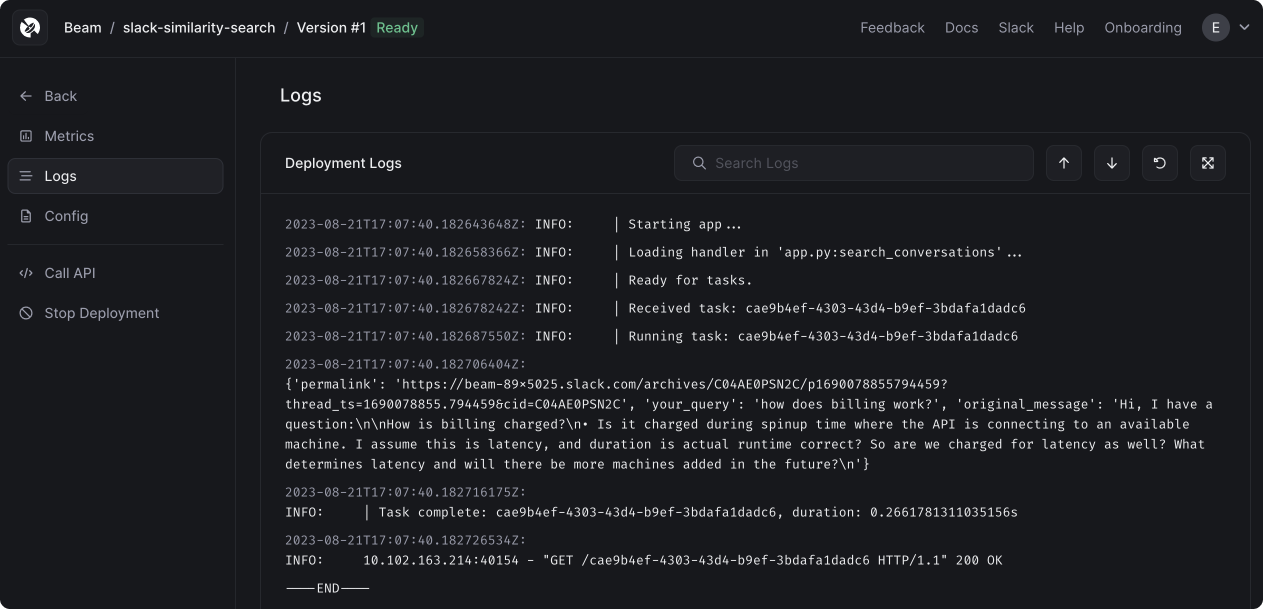 Beam / slack-similarity-search / Version #1 Ready
Feedback Docs Slack Help Onboarding E
Back
Metrics
Logs
Config
Call API
Stop Deployment
Logs
Deployment Logs
Search Logs
2023-08-21T17:07:40.182643648Z: INFO: | Starting app...
2023-08-21T17:07:40.182658366Z: INFO: | Loading handler in 'app.py:search_conversations'...
2023-08-21T17:07:40.182667824Z: INFO: | Ready for tasks.
2023-08-21T17:07:40.182678242Z: INFO: | Received task: cae9b4ef-4303-43d4-b9ef-3bdafa1dadc6
2023-08-21T17:07:40.182687550Z: INFO: | Running task: cae9b4ef-4303-43d4-b9ef-3bdafa1dadc6
2023-08-21T17:07:40.182706404Z:
{'permalink': 'https://beam-89×5025.slack.com/archives/C04AE0PSN2C/p1690078855794459?
thread_ts=1690078855.794459&cid=C04AE0PSN2C', 'your_query': 'how does billing work?', 'original_message': 'Hi, I have a
question:\n\nHow is billing charged?\n• Is it charged during spinup time where the API is connecting to an available
machine. I assume this is latency, and duration is actual runtime correct? So are we charged for latency as well? What
determines latency and will there be more machines added in the future?\n'}
2023-08-21T17:07:40.182716175Z:
INFO: | Task complete: cae9b4ef-4303-43d4-b9ef-3bdafa1dadc6, duration: 0.2661781311035156s
2023-08-21T17:07:40.182726534Z:
INFO: 10.102.163.214:40154 - "GET /cae9b4ef-4303-43d4-b9ef-3bdafa1dadc6 HTTP/1.1" 200 OK
----END----